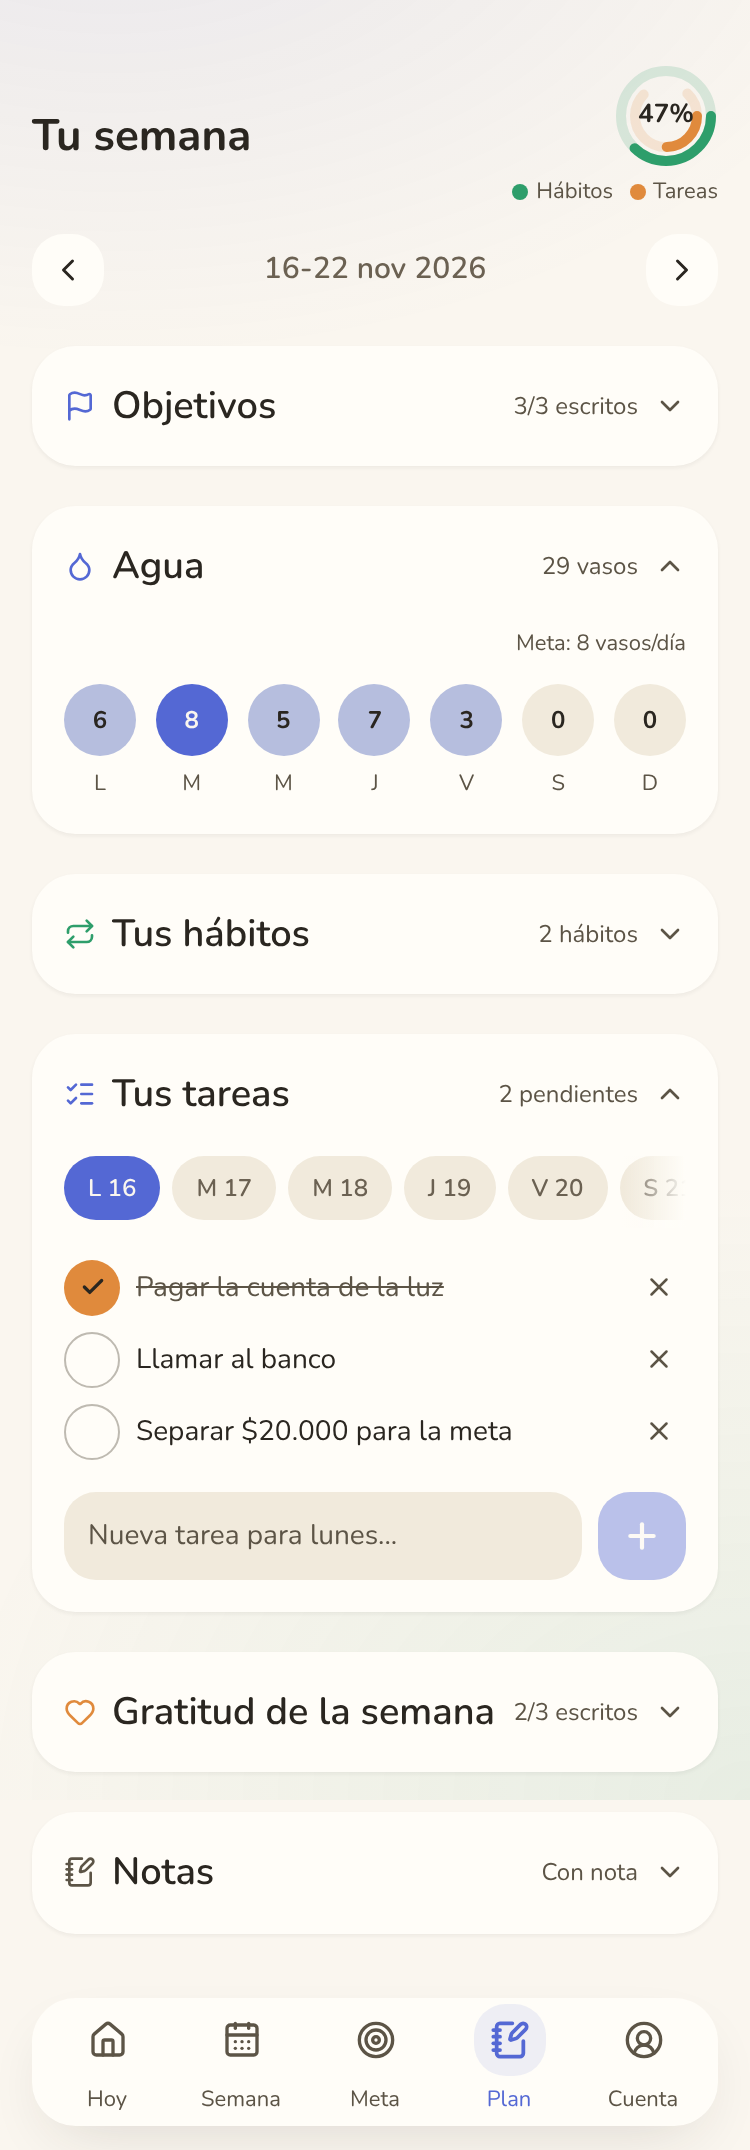 Tu semana
47%
Hábitos Tareas
16-22 nov 2026
Objetivos 3/3 escritos
Agua 29 vasos
Meta: 8 vasos/día
6 8 5 7 3 0 0
L M M J V S D
Tus hábitos 2 hábitos
Tus tareas 2 pendientes
L 16 M 17 M 18 J 19 V 20 S
Pagar la cuenta de la luz
Llamar al banco
Separar $20.000 para la meta
Nueva tarea para lunes...
Gratitud de la semana 2/3 escritos
Notas Con nota
Hoy Semana Meta Plan Cuenta